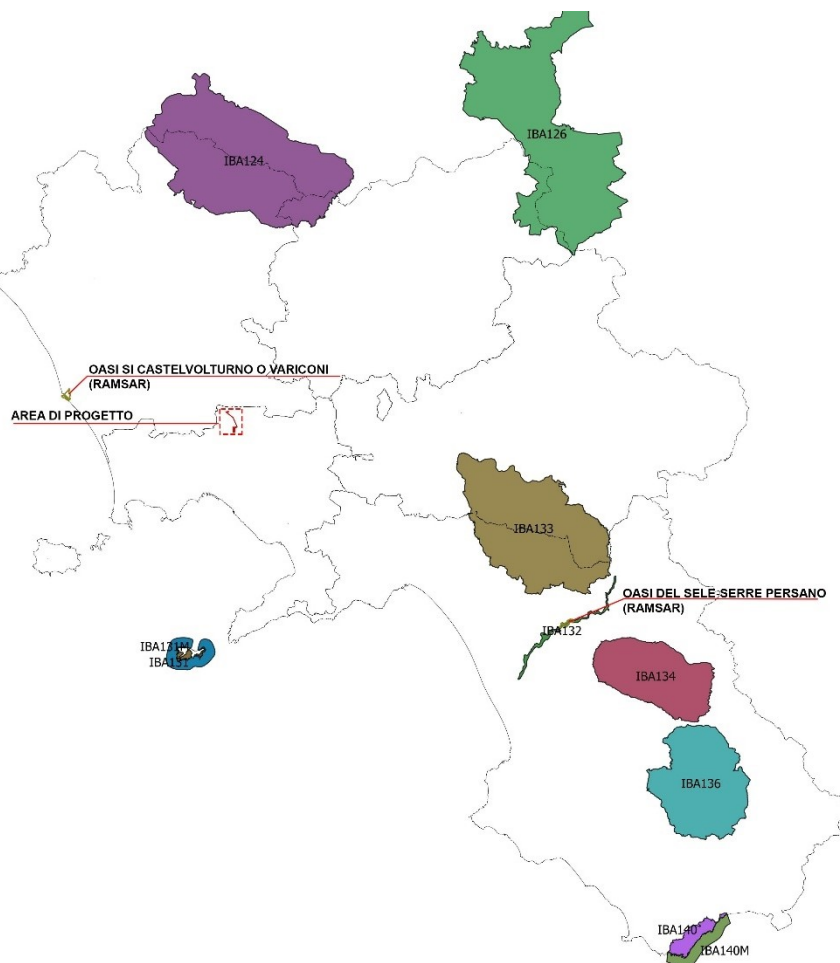 IBA126
IBA124
OASI SI CASTELVOLTURNO O VARICONI
(RAMSAR)
AREA DI PROGETTO
IBA133
OASI DEL SELE-SERRE PERSANO
(RAMSAR)
IBA132
IBA131M
IBA131
IBA134
IBA136
IBA140
IBA140M